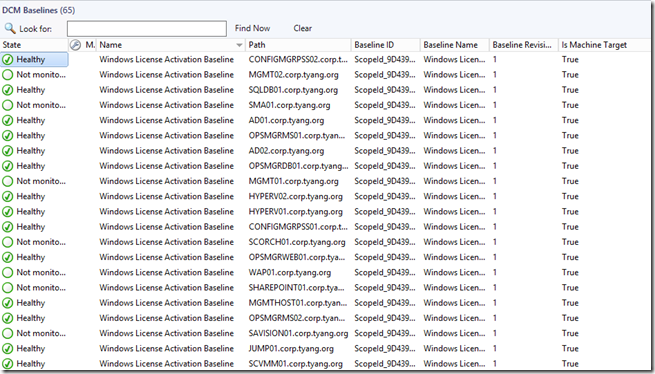 DCM Baselines (65)
Look for: Find Now Clear
State M. Name Path Baseline ID Baseline Name Baseline Revisi... Is Machine Target
Healthy Windows License Activation Baseline CONFIGMGRPSS02.corp.t... ScopeId_9D439... Windows Licen... 1 True
Not monito... Windows License Activation Baseline MGMT02.corp.tyang.org ScopeId_9D439... Windows Licen... 1 True
Healthy Windows License Activation Baseline SQLDB01.corp.tyang.org ScopeId_9D439... Windows Licen... 1 True
Not monito... Windows License Activation Baseline SMA01.corp.tyang.org ScopeId_9D439... Windows Licen... 1 True
Healthy Windows License Activation Baseline AD01.corp.tyang.org ScopeId_9D439... Windows Licen... 1 True
Healthy Windows License Activation Baseline OPSMGRMS01.corp.tyan... ScopeId_9D439... Windows Licen... 1 True
Healthy Windows License Activation Baseline AD02.corp.tyang.org ScopeId_9D439... Windows Licen... 1 True
Healthy Windows License Activation Baseline OPSMGRDB01.corp.tyang... ScopeId_9D439... Windows Licen... 1 True
Not monito... Windows License Activation Baseline MGMT01.corp.tyang.org ScopeId_9D439... Windows Licen... 1 True
Healthy Windows License Activation Baseline HYPERV02.corp.tyang.org ScopeId_9D439... Windows Licen... 1 True
Healthy Windows License Activation Baseline HYPERV01.corp.tyang.org ScopeId_9D439... Windows Licen... 1 True
Healthy Windows License Activation Baseline CONFIGMGRPSS01.corp.t... ScopeId_9D439... Windows Licen... 1 True
Not monito... Windows License Activation Baseline SCORCH01.corp.tyang.org ScopeId_9D439... Windows Licen... 1 True
Healthy Windows License Activation Baseline OPSMGRWEB01.corp.tya... ScopeId_9D439... Windows Licen... 1 True
Not monito... Windows License Activation Baseline WAP01.corp.tyang.org ScopeId_9D439... Windows Licen... 1 True
Not monito... Windows License Activation Baseline SHAREPOINT01.corp.tyan... ScopeId_9D439... Windows Licen... 1 True
Healthy Windows License Activation Baseline MGMTHOST01.corp.tyang... ScopeId_9D439... Windows Licen... 1 True
Healthy Windows License Activation Baseline OPSMGRMS02.corp.tyan... ScopeId_9D439... Windows Licen... 1 True
Not monito... Windows License Activation Baseline SAVISION01.corp.tyang.org ScopeId_9D439... Windows Licen... 1 True
Healthy Windows License Activation Baseline JUMP01.corp.tyang.org ScopeId_9D439... Windows Licen... 1 True
Healthy Windows License Activation Baseline SCVMM01.corp.tyang.org ScopeId_9D439... Windows Licen... 1 True